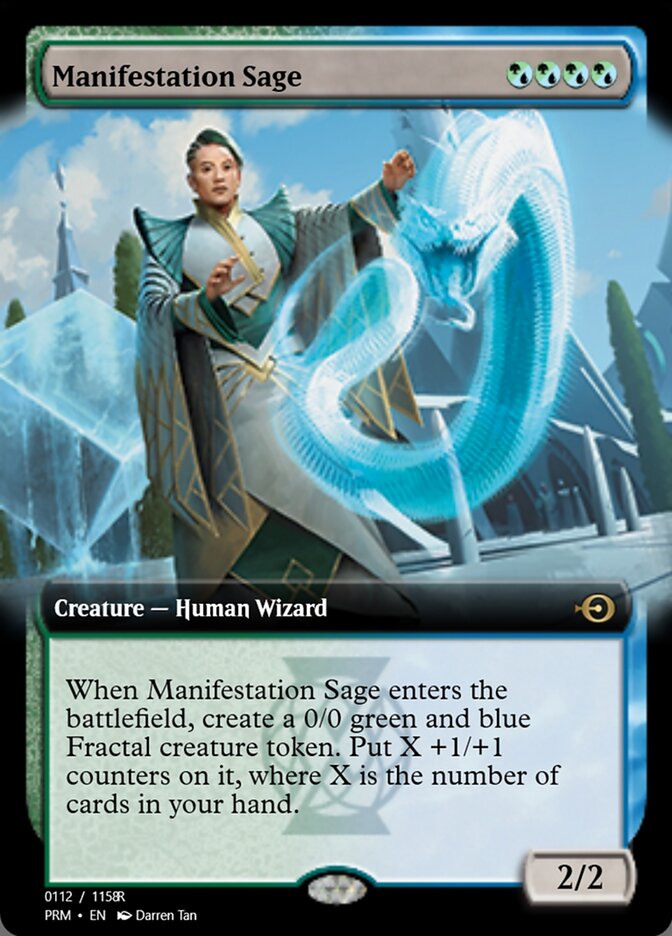 Manifestation Sage
Creature — Human Wizard
When Manifestation Sage enters the
battlefield, create a 0/0 green and blue
Fractal creature token. Put X +1/+1
counters on it, where X is the number of
cards in your hand.
2/2
0112 / 1158R
PRM • EN Darren Tan